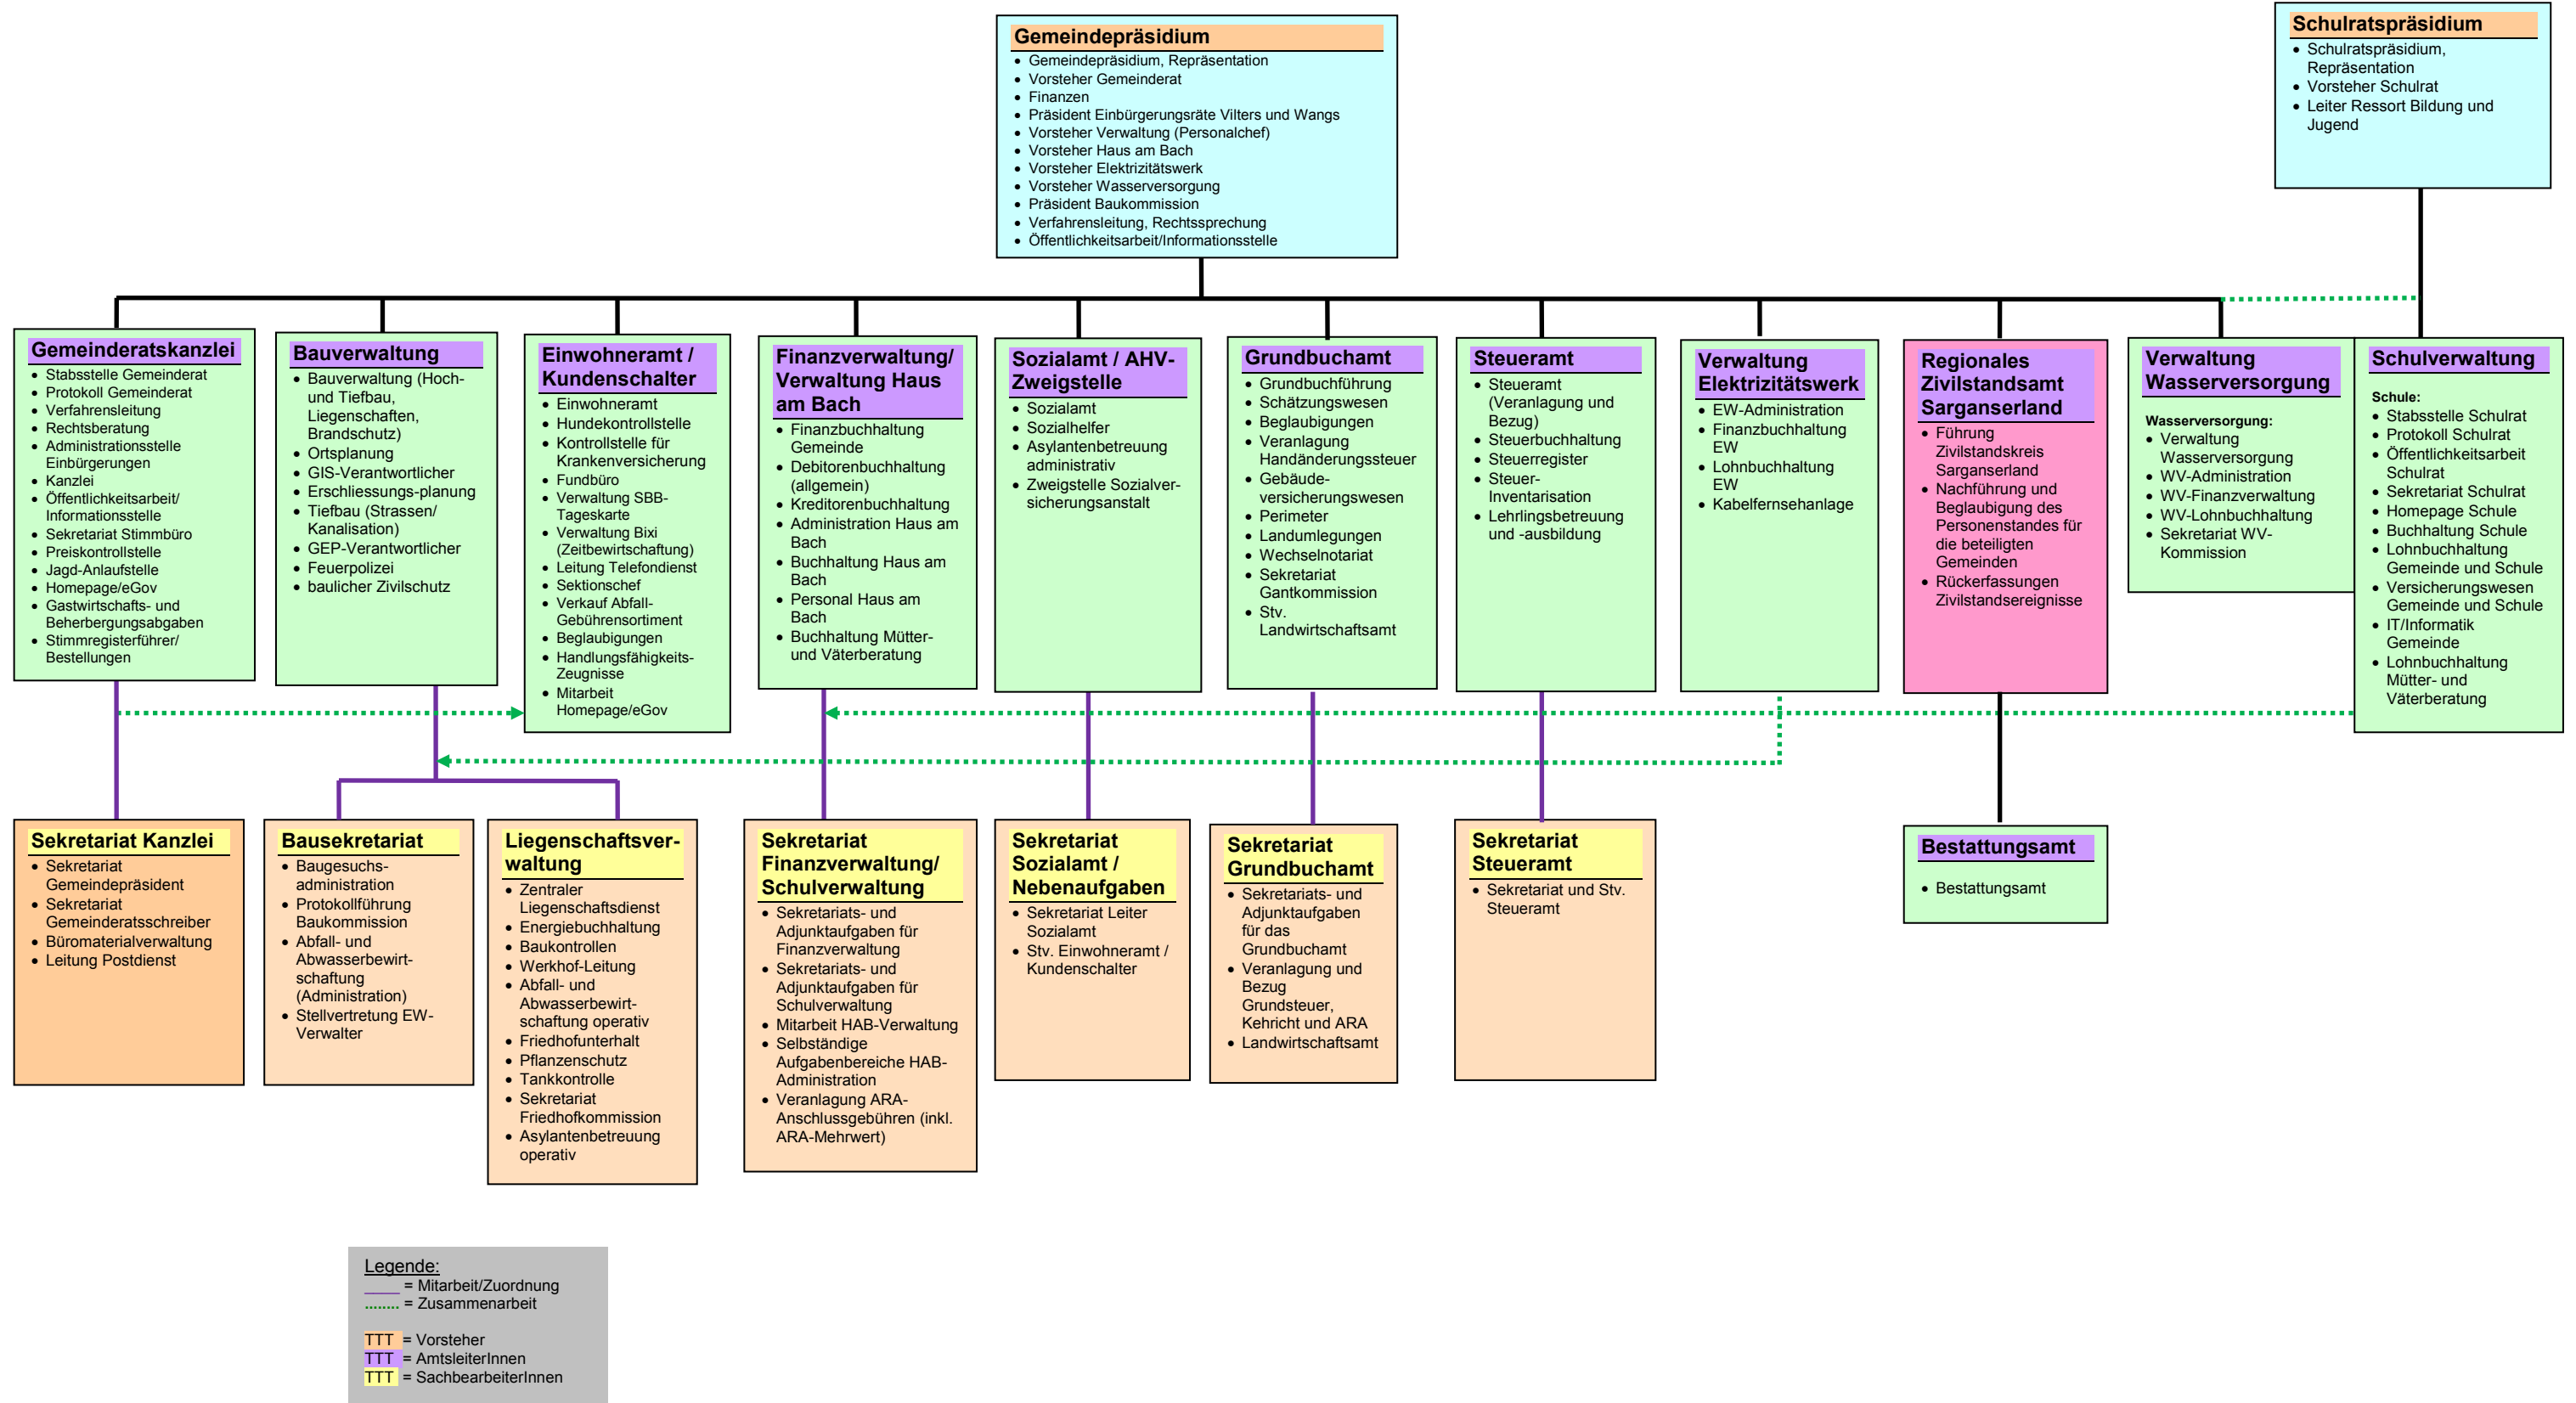 Gemeindepräsidium
• Gemeindepräsidium, Repräsentation
• Vorsteher Gemeinderat
• Finanzen
• Präsident Einbürgerungsräte Vilters und Wangs
• Vorsteher Verwaltung (Personalchef)
• Vorsteher Haus am Bach
• Vorsteher Elektrizitätswerk
• Vorsteher Wasserversorgung
• Präsident Baukommission
• Verfahrensleitung, Rechtssprechung
• Öffentlichkeitsarbeit/Informationsstelle
Schulratspräsidium
• Schulratspräsidium,
Repräsentation
• Vorsteher Schulrat
• Leiter Ressort Bildung und
Jugend
Gemeinderatskanzlei
• Stabsstelle Gemeinderat
• Protokoll Gemeinderat
• Verfahrensleitung
• Rechtsberatung
• Administrationsstelle
Einbürgerungen
• Kanzlei
• Öffentlichkeitsarbeit/
Informationsstelle
• Sekretariat Stimmbüro
• Preiskontrollstelle
• Jagd-Anlaufstelle
• Homepage/eGov
• Gastwirtschafts- und
Beherbergungsabgaben
• Stimmregisterführer/
Bestellungen
Bauverwaltung
• Bauverwaltung (Hoch-
und Tiefbau,
Liegenschaften,
Brandschutz)
• Ortsplanung
• GIS-Verantwortlicher
• Erschliessungs-planung
• Tiefbau (Strassen/
Kanalisation)
• GEP-Verantwortlicher
• Feuerpolizei
• baulicher Zivilschutz
Einwohneramt /
Kundenschalter
• Einwohneramt
• Hundekontrollstelle
• Kontrollstelle für
Krankenversicherung
• Fundbüro
• Verwaltung SBB-
Tageskarte
• Verwaltung Bixi
(Zeitbewirtschaftung)
• Leitung Telefondienst
• Sektionschef
• Verkauf Abfall-
Gebührensortiment
• Beglaubigungen
• Handlungsfähigkeits-
Zeugnisse
• Mitarbeit
Homepage/eGov
Finanzverwaltung/
Verwaltung Haus
am Bach
• Finanzbuchhaltung
Gemeinde
• Debitorenbuchhaltung
(allgemein)
• Kreditorenbuchhaltung
• Administration Haus am
Bach
• Buchhaltung Haus am
Bach
• Personal Haus am
Bach
• Buchhaltung Mütter-
und Väterberatung
Sozialamt / AHV-
Zweigstelle
• Sozialamt
• Sozialhelfer
• Asylantenbetreuung
administrativ
• Zweigstelle Sozialver-
sicherungsanstalt
Grundbuchamt
• Grundbuchführung
• Schätzungswesen
• Beglaubigungen
• Veranlagung
Handänderungssteuer
• Gebäude-
versicherungswesen
• Perimeter
• Landumlegungen
• Wechselnotariat
• Sekretariat
Gantkommission
• Stv.
Landwirtschaftsamt
Steueramt
• Steueramt
(Veranlagung und
Bezug)
• Steuerbuchhaltung
• Steuerregister
• Steuer-
Inventarisation
• Lehrlingsbetreuung
und -ausbildung
Verwaltung
Elektrizitätswerk
• EW-Administration
• Finanzbuchhaltung
EW
• Lohnbuchhaltung
EW
• Kabelfernsehanlage
Regionales
Zivilstandsamt
Sarganserland
• Führung
Zivilstandskreis
Sarganserland
• Nachführung und
Beglaubigung des
Personenstandes für
die beteiligten
Gemeinden
• Rückerfassungen
Zivilstandsereignisse
Verwaltung
Wasserversorgung
Wasserversorgung:
• Verwaltung
Wasserversorgung
• WV-Administration
• WV-Finanzverwaltung
• WV-Lohnbuchhaltung
• Sekretariat WV-
Kommission
Schulverwaltung
Schule:
• Stabsstelle Schulrat
• Protokoll Schulrat
• Öffentlichkeitsarbeit
Schulrat
• Sekretariat Schulrat
• Homepage Schule
• Buchhaltung Schule
• Lohnbuchhaltung
Gemeinde und Schule
• Versicherungswesen
Gemeinde und Schule
• IT/Informatik
Gemeinde
• Lohnbuchhaltung
Mütter- und
Väterberatung
Sekretariat Kanzlei
• Sekretariat
Gemeindepräsident
• Sekretariat
Gemeinderatsschreiber
• Büromaterialverwaltung
• Leitung Postdienst
Bausekretariat
• Baugesuchs-
administration
• Protokollführung
Baukommission
• Abfall- und
Abwasserbewirt-
schaftung
(Administration)
• Stellvertretung EW-
Verwalter
Liegenschaftsver-
waltung
• Zentraler
Liegenschaftsdienst
• Energiebuchhaltung
• Baukontrollen
• Werkhof-Leitung
• Abfall- und
Abwasserbewirt-
schaftung operativ
• Friedhofunterhalt
• Pflanzenschutz
• Tankkontrolle
• Sekretariat
Friedhofkommission
• Asylantenbetreuung
operativ
Sekretariat
Finanzverwaltung/
Schulverwaltung
• Sekretariats- und
Adjunktaufgaben für
Finanzverwaltung
• Sekretariats- und
Adjunktaufgaben für
Schulverwaltung
• Mitarbeit HAB-Verwaltung
• Selbständige
Aufgabenbereiche HAB-
Administration
• Veranlagung ARA-
Anschlussgebühren (inkl.
ARA-Mehrwert)
Sekretariat
Sozialamt /
Nebenaufgaben
• Sekretariat Leiter
Sozialamt
• Stv. Einwohneramt /
Kundenschalter
Sekretariat
Grundbuchamt
• Sekretariats- und
Adjunktaufgaben
für das
Grundbuchamt
• Veranlagung und
Bezug
Grundsteuer,
Kehricht und ARA
• Landwirtschaftsamt
Sekretariat
Steueramt
• Sekretariat und Stv.
Steueramt
Bestattungsamt
• Bestattungsamt
Legende:
____ = Mitarbeit/Zuordnung
........ = Zusammenarbeit
TTT = Vorsteher
TTT = AmtsleiterInnen
TTT = SachbearbeiterInnen